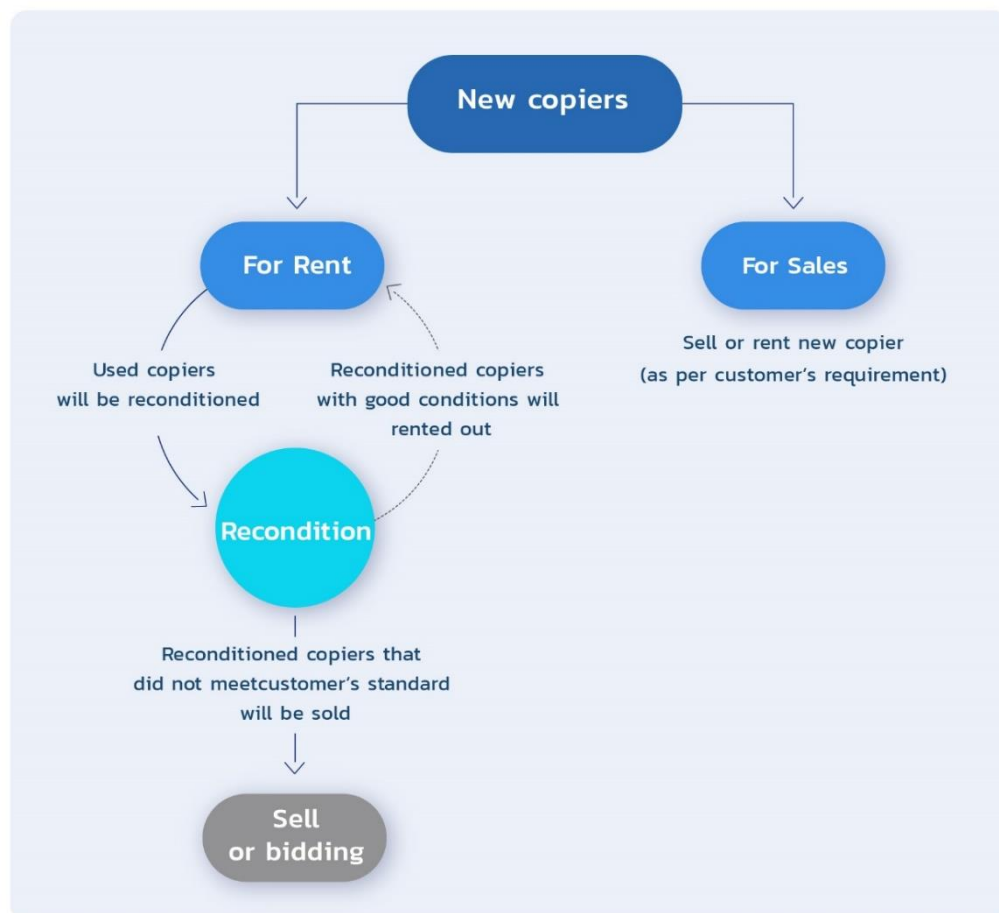 New copiers
For Rent
For Sales
Sell or rent new copier
(as per customer's requirement)
Used copiers
will be reconditioned
Reconditioned copiers
with good conditions will
rented out
Recondition
Reconditioned copiers that
did not meetcustomer's standard
will be sold
Sell
or bidding